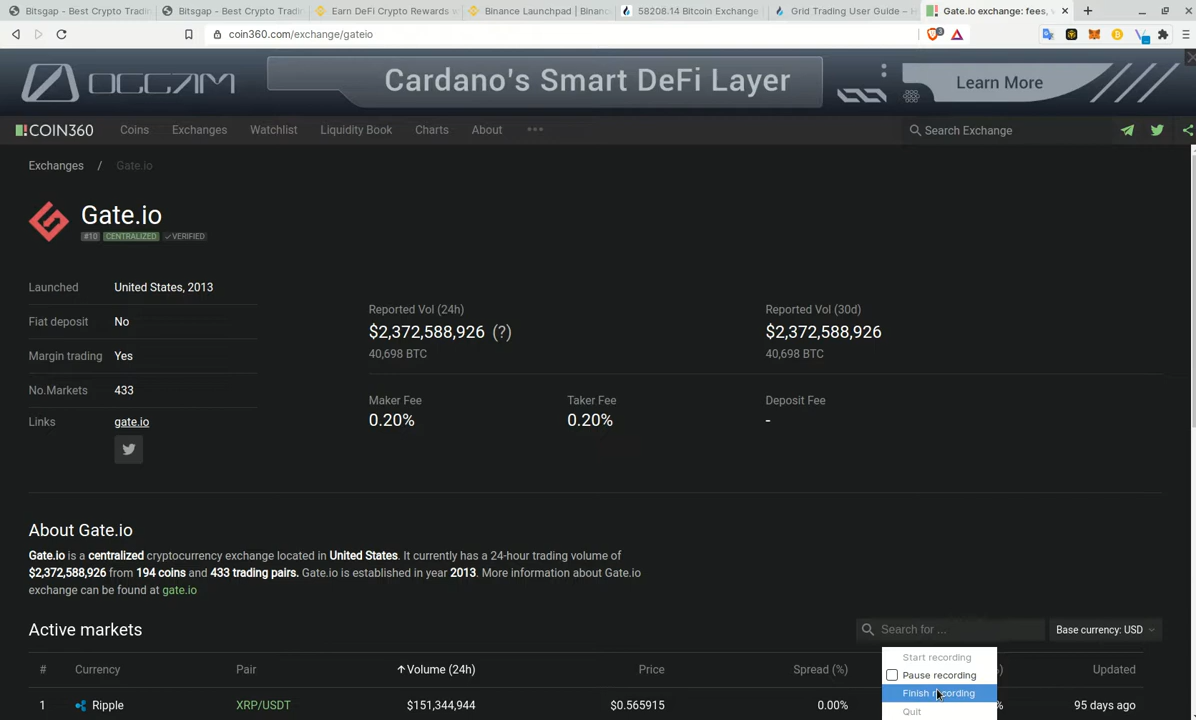 Bitsgap - Best Crypto Tradin
Bitsgap - Best Crypto Tradin
Earn DeFi Crypto Rewards w
Binance Launchpad | Binan
58208.14 Bitcoin Exchange
Grid Trading User Guide – H
Gate.io exchange: fees, v
coin360.com/exchange/gateio
3
OCCAM
Cardano's Smart DeFi Layer
Learn More
COIN360
Coins
Exchanges
Watchlist
Liquidity Book
Charts
About
•••
Search Exchange
Exchanges / Gate.io
Gate.io
#10 CENTRALIZED ✓VERIFIED
Launched United States, 2013
Fiat deposit No
Margin trading Yes
No.Markets 433
Links gate.io
Reported Vol (24h)
$2,372,588,926 (?)
40,698 BTC
Reported Vol (30d)
$2,372,588,926
40,698 BTC
Maker Fee
0.20%
Taker Fee
0.20%
Deposit Fee
-
About Gate.io
Gate.io is a centralized cryptocurrency exchange located in United States. It currently has a 24-hour trading volume of
$2,372,588,926 from 194 coins and 433 trading pairs. Gate.io is established in year 2013. More information about Gate.io
exchange can be found at gate.io
Active markets
Search for ...
Base currency: USD
# Currency Pair ↑Volume (24h) Price Spread (%) %) Updated
1 Ripple XRP/USDT $151,344,944 $0.565915 0.00% % 95 days ago
Start recording
Pause recording
Finish recording
Quit